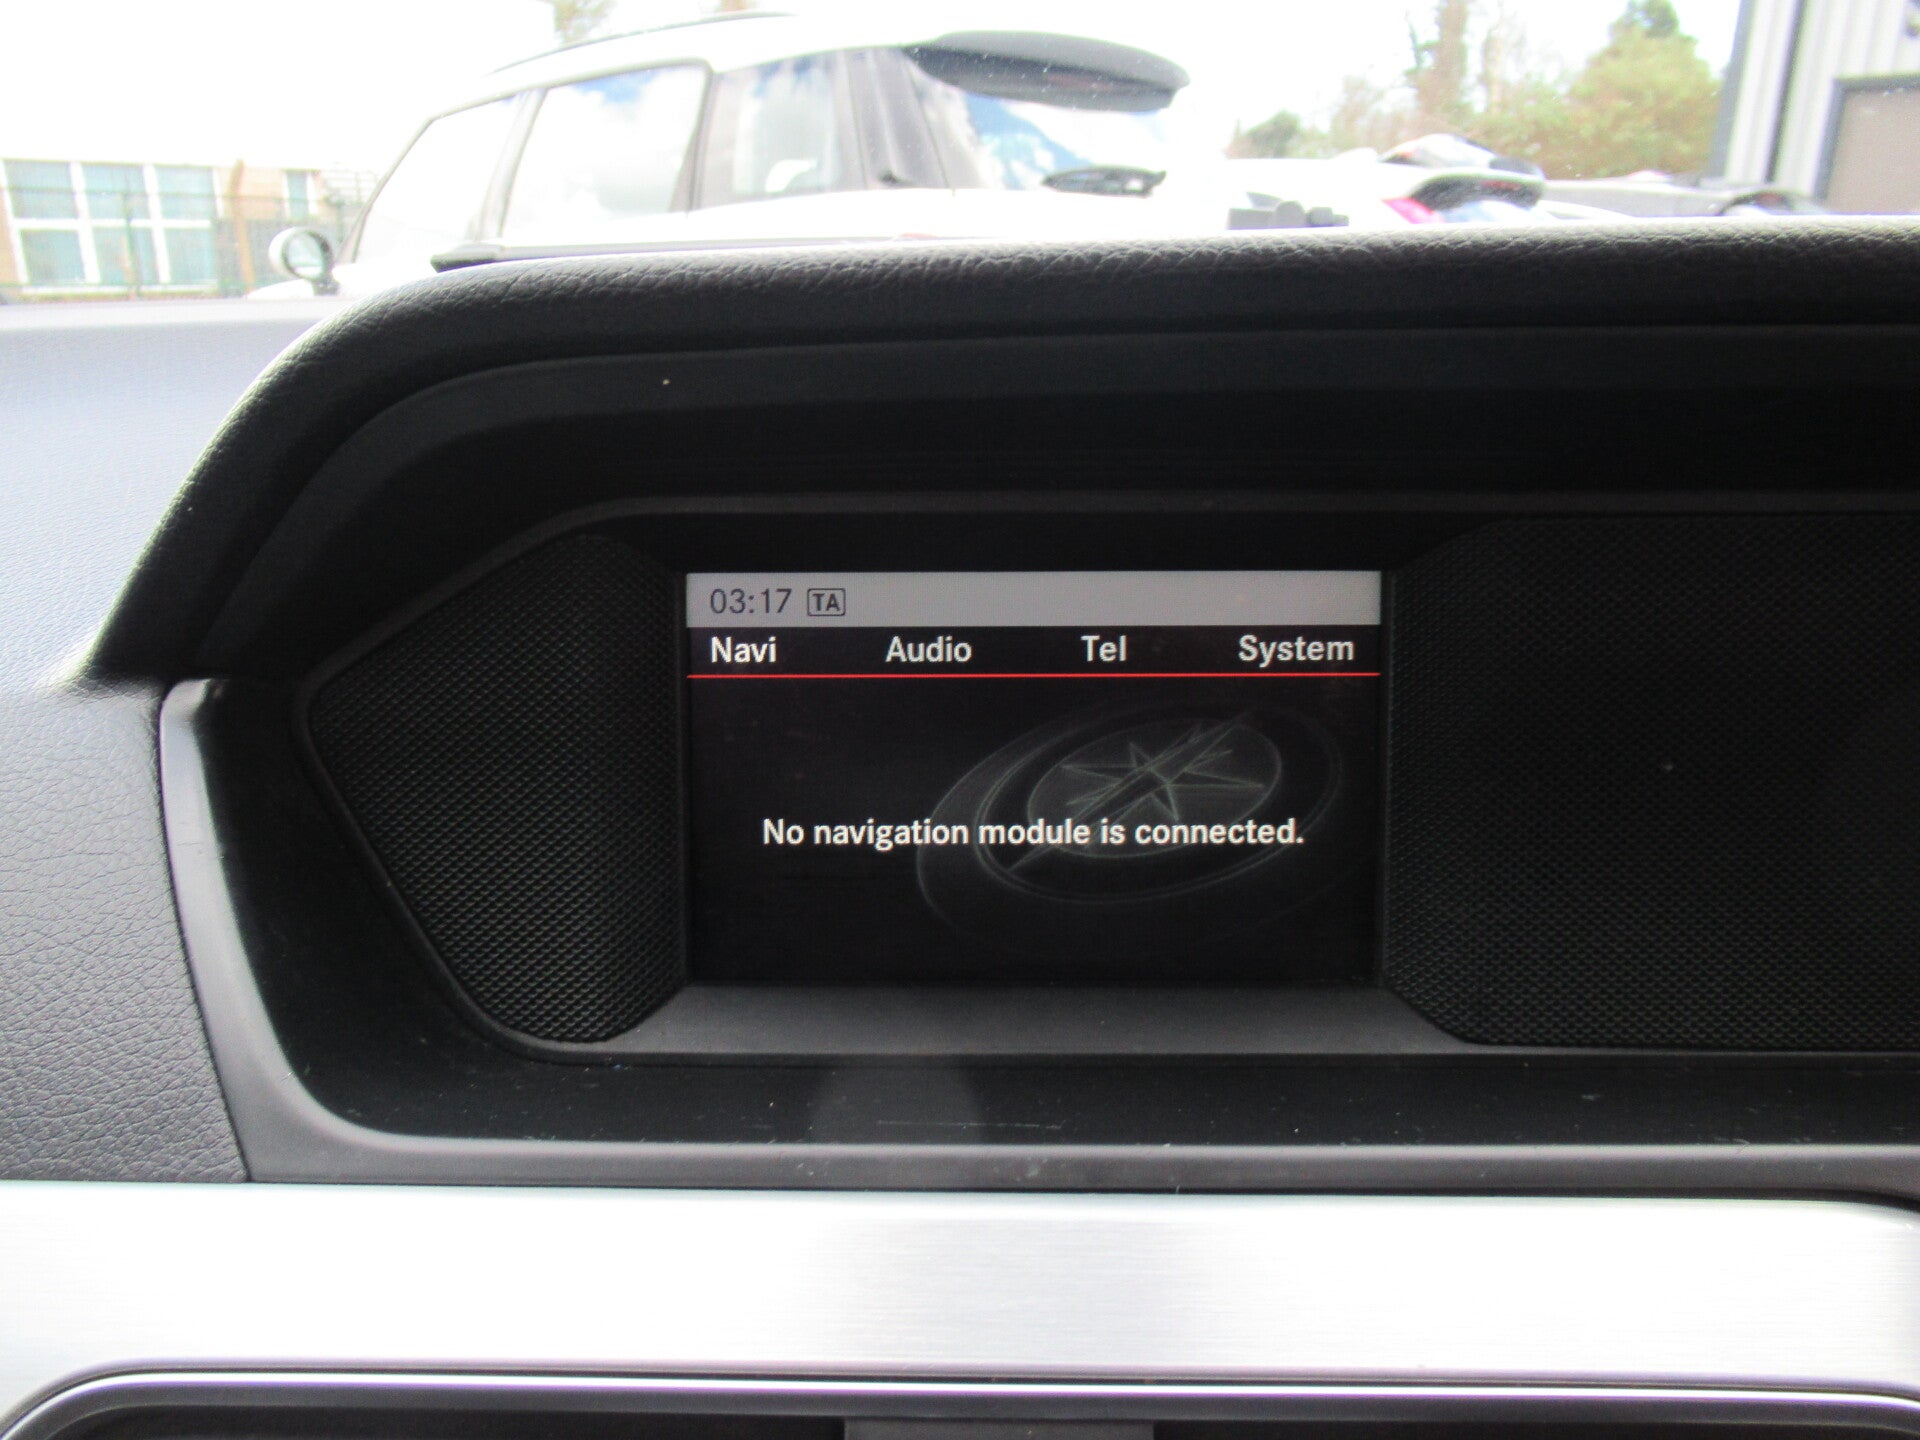 03:17 TA
Navi Audio Tel System
No navigation module is connected.